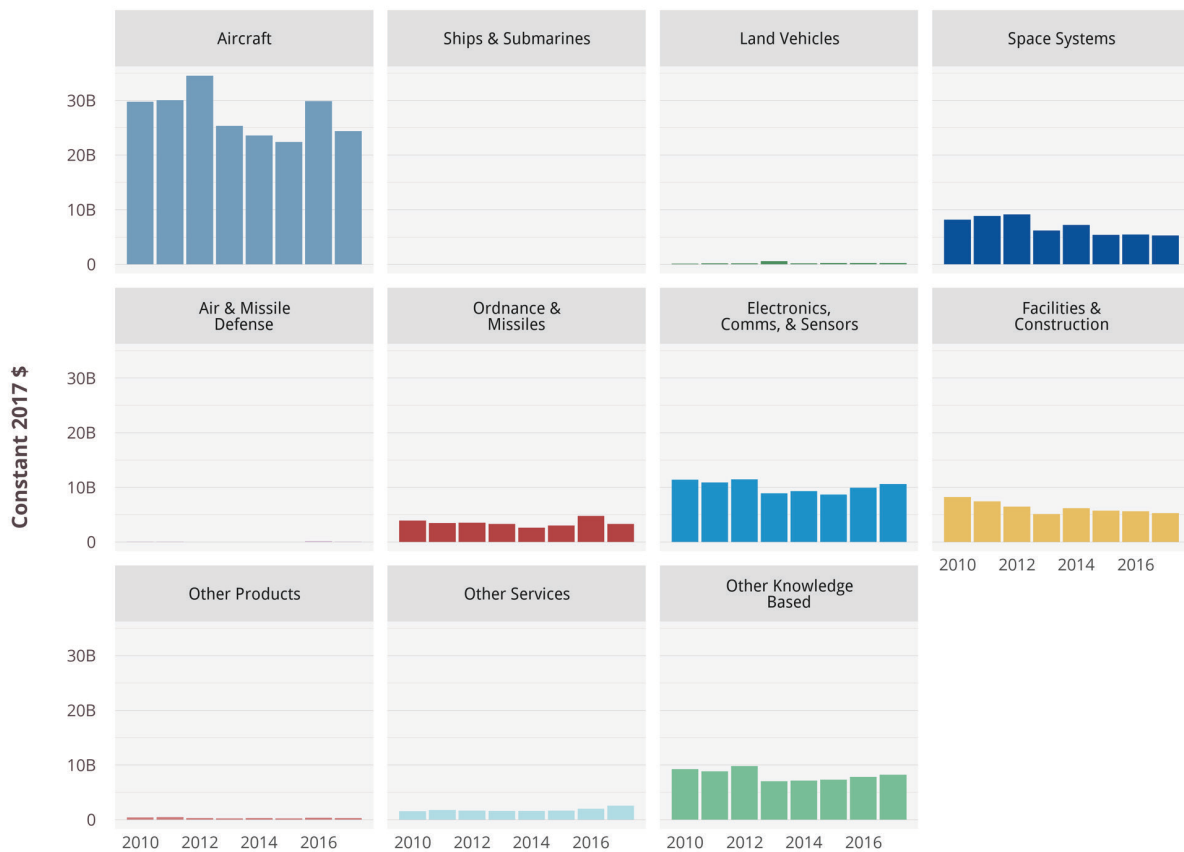 Aircraft
Ships & Submarines
Land Vehicles
Space Systems
30B
20B
10B
0
Air & Missile
Defense
Ordnance &
Missiles
Electronics,
Comms, & Sensors
Facilities &
Construction
Constant 2017 $
30B
20B
10B
0
2010
2012
2014
2016
Other Products
Other Services
Other Knowledge
Based
30B
20B
10B
0
2010
2012
2014
2016
2010
2012
2014
2016
2010
2012
2014
2016